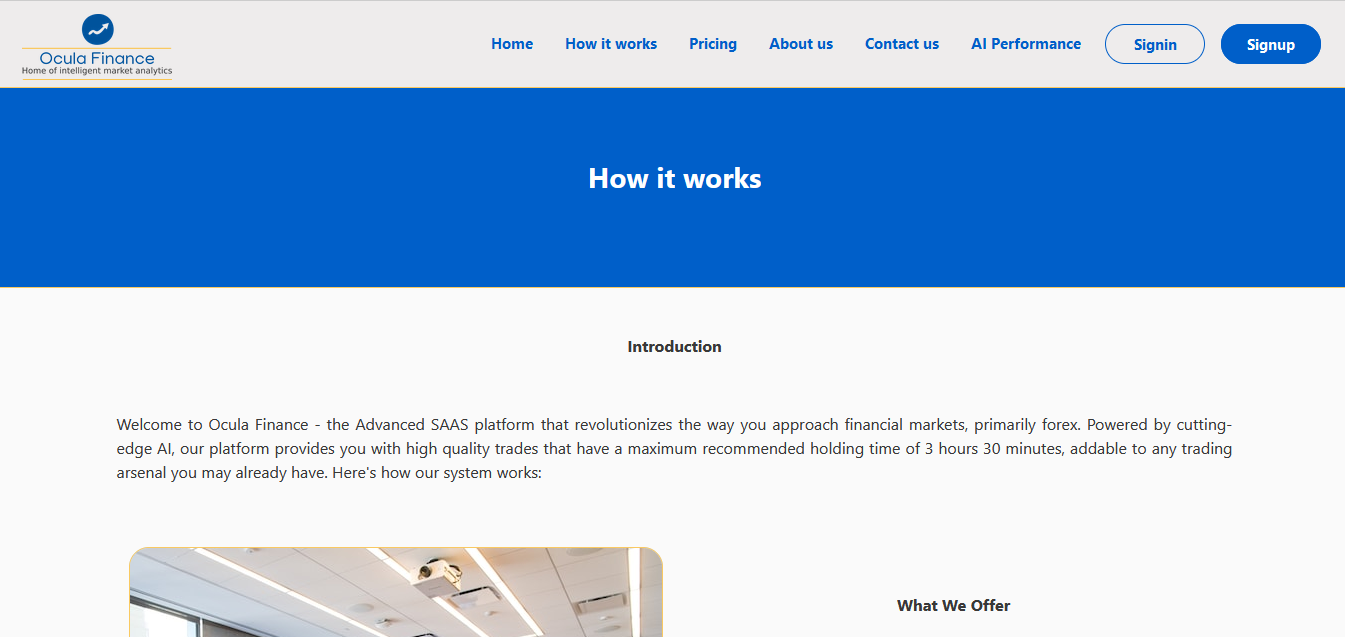 Ocula Finance
Home of intelligent market analytics
Home
How it works
Pricing
About us
Contact us
AI Performance
Signin
Signup
How it works
Introduction
Welcome to Ocula Finance - the Advanced SAAS platform that revolutionizes the way you approach financial markets, primarily forex. Powered by cutting-
edge AI, our platform provides you with high quality trades that have a maximum recommended holding time of 3 hours 30 minutes, addable to any trading
arsenal you may already have. Here's how our system works:
What We Offer